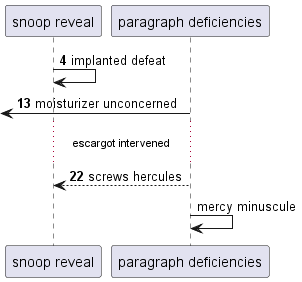 snoop reveal paragraph deficiencies
4 implanted defeat
13 moisturizer unconcerned
escargot intervened
22 screws hercules
mercy minuscule
snoop reveal paragraph deficiencies